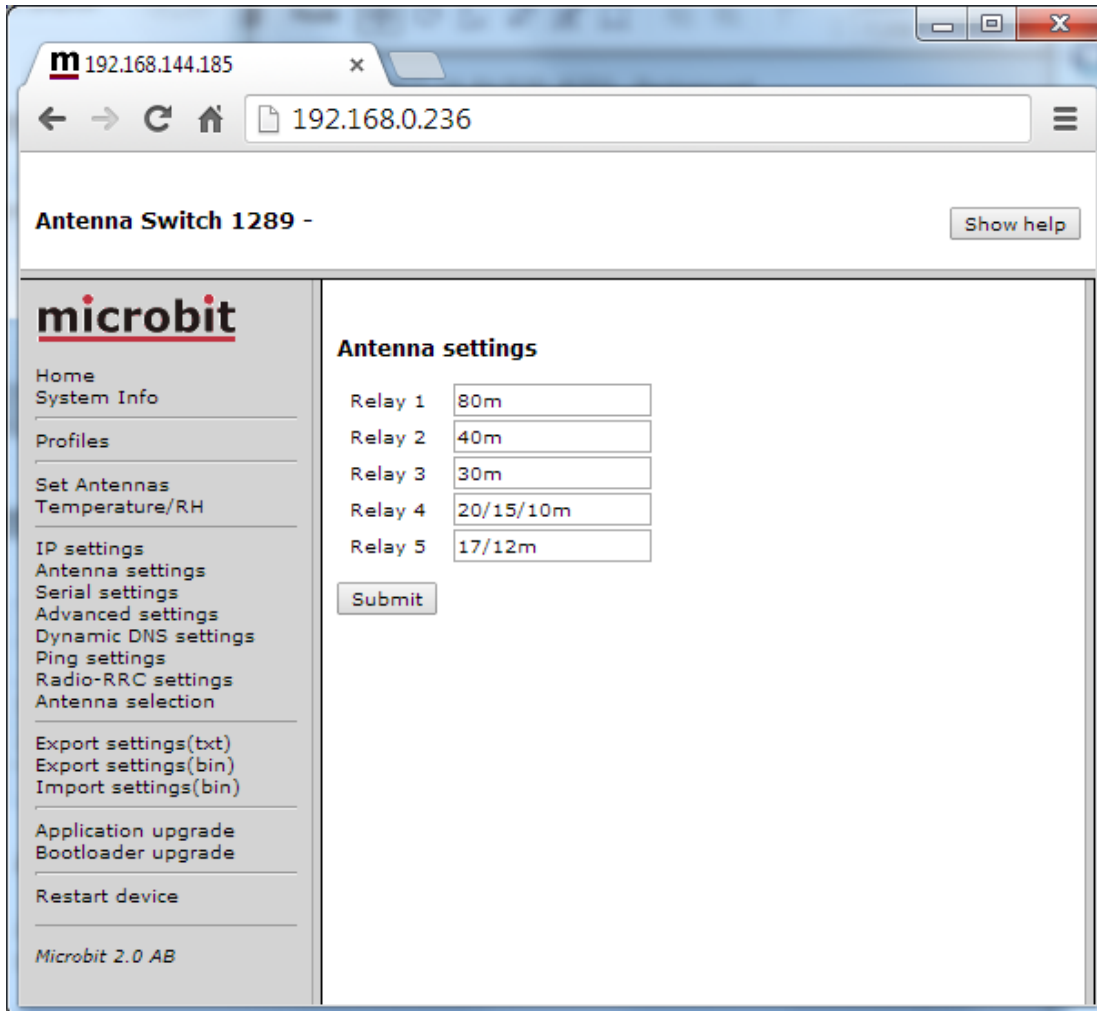 m 192.168.144.185
192.168.0.236
Antenna Switch 1289 -
Show help
microbit
Home
System Info
Profiles
Set Antennas
Temperature/RH
IP settings
Antenna settings
Serial settings
Advanced settings
Dynamic DNS settings
Ping settings
Radio-RRC settings
Antenna selection
Export settings(txt)
Export settings(bin)
Import settings(bin)
Application upgrade
Bootloader upgrade
Restart device
Microbit 2.0 AB
Antenna settings
Relay 1 80m
Relay 2 40m
Relay 3 30m
Relay 4 20/15/10m
Relay 5 17/12m
Submit